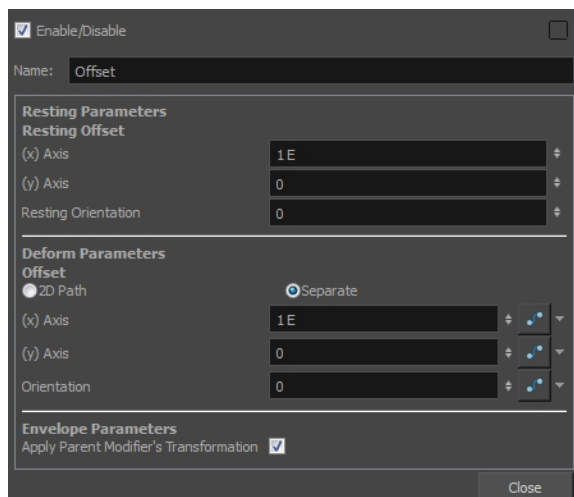 Enable/Disable
Name: Offset
Resting Parameters
Resting Offset
(x) Axis 1 E
(y) Axis 0
Resting Orientation 0
Deform Parameters
Offset
2D Path Separate
(x) Axis 1 E
(y) Axis 0
Orientation 0
Envelope Parameters
Apply Parent Modifier's Transformation
Close